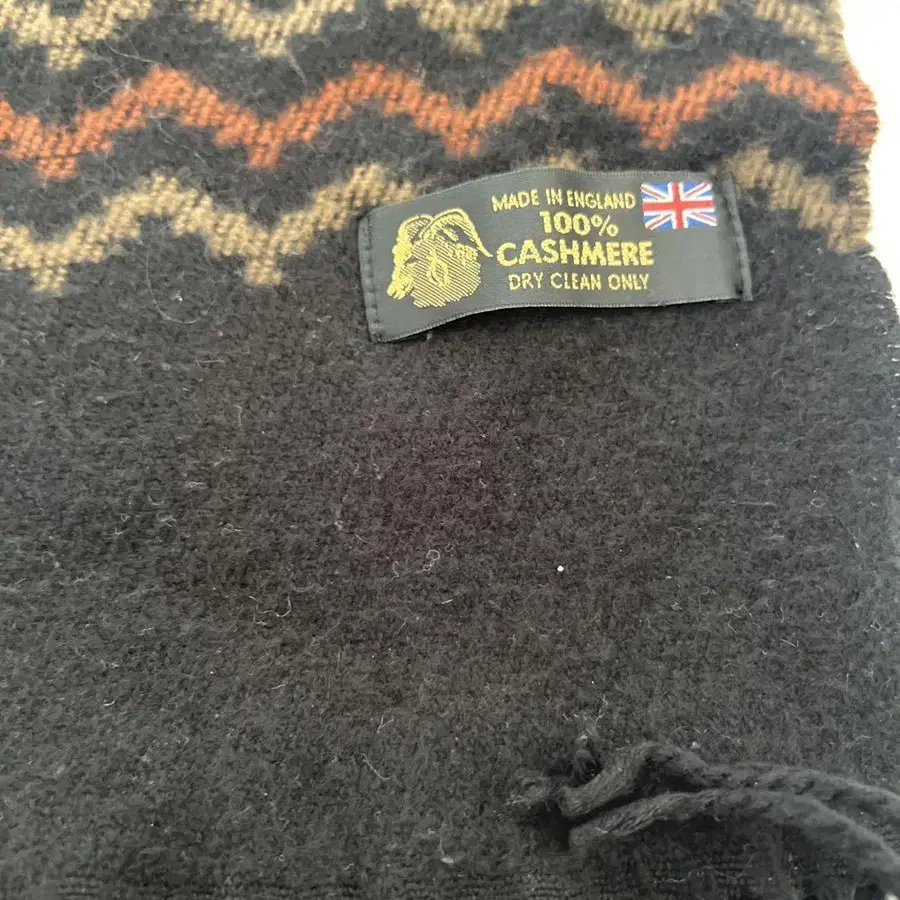 MADE IN ENGLAND
100%
CASHMERE
DRY CLEAN ONLY